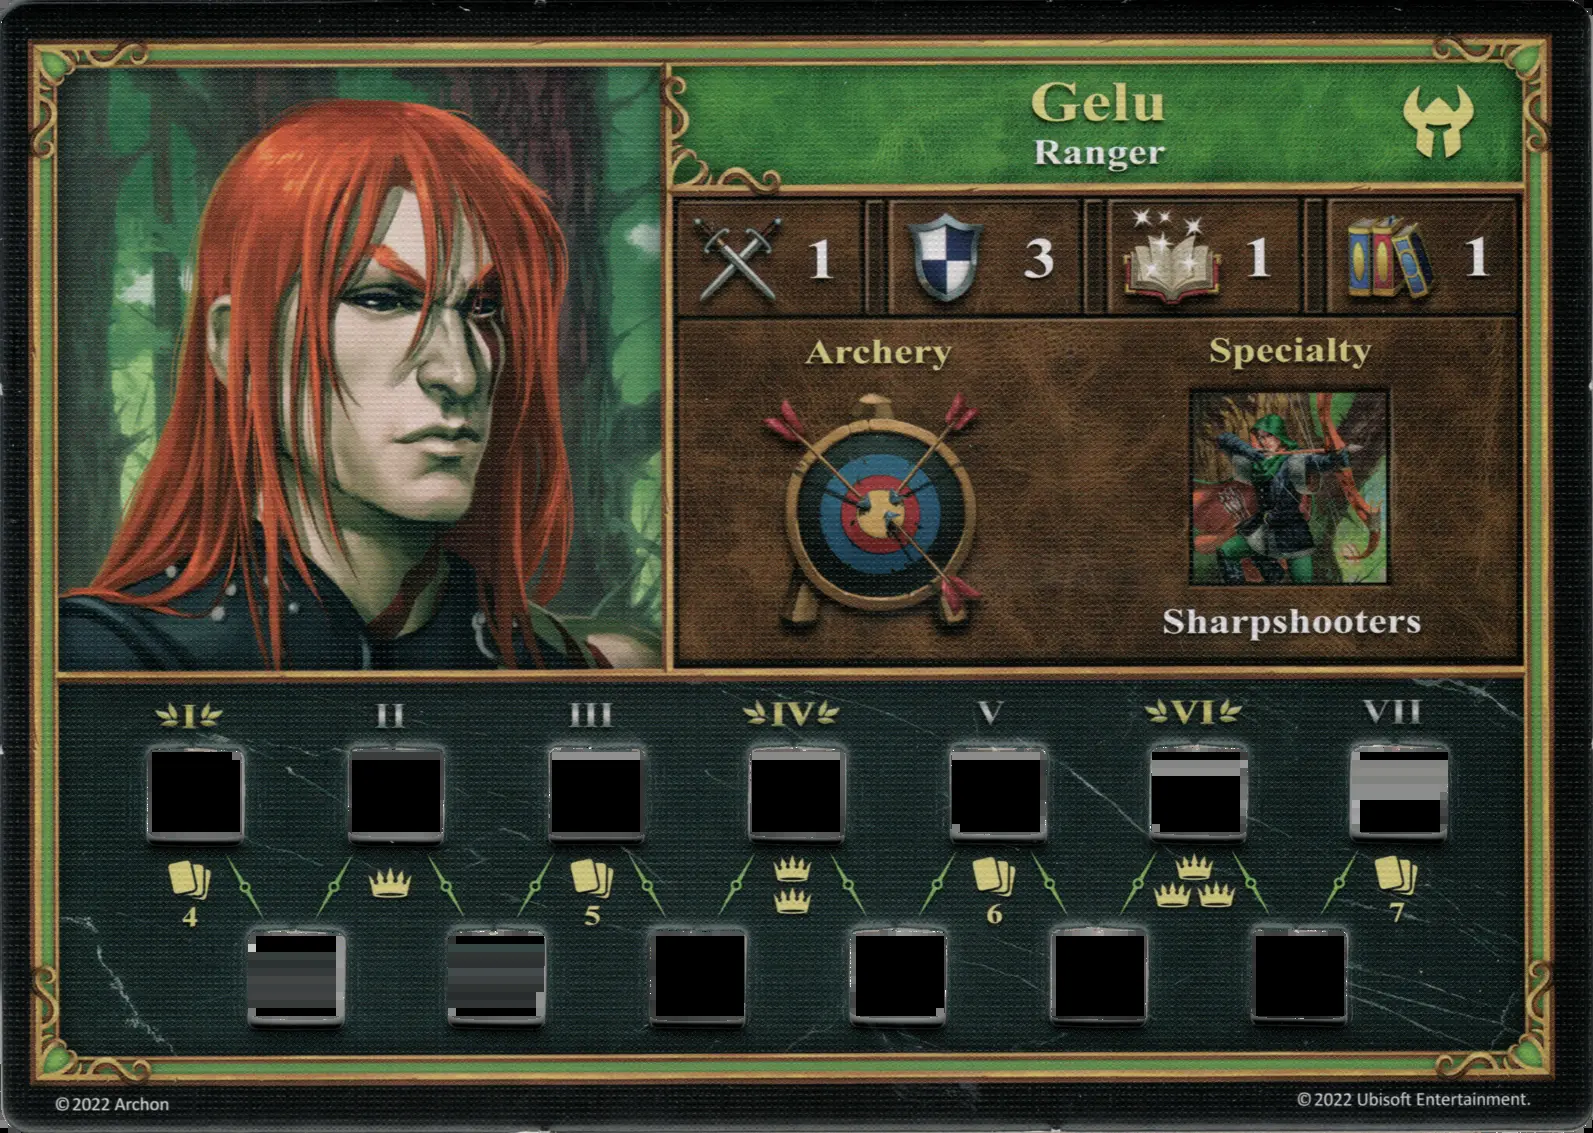 Gelu
Ranger
1 3 1 1
Archery Specialty
Sharpshooters
I II III IV V VI VII
4 5 6 7
© 2022 Archon
© 2022 Ubisoft Entertainment.